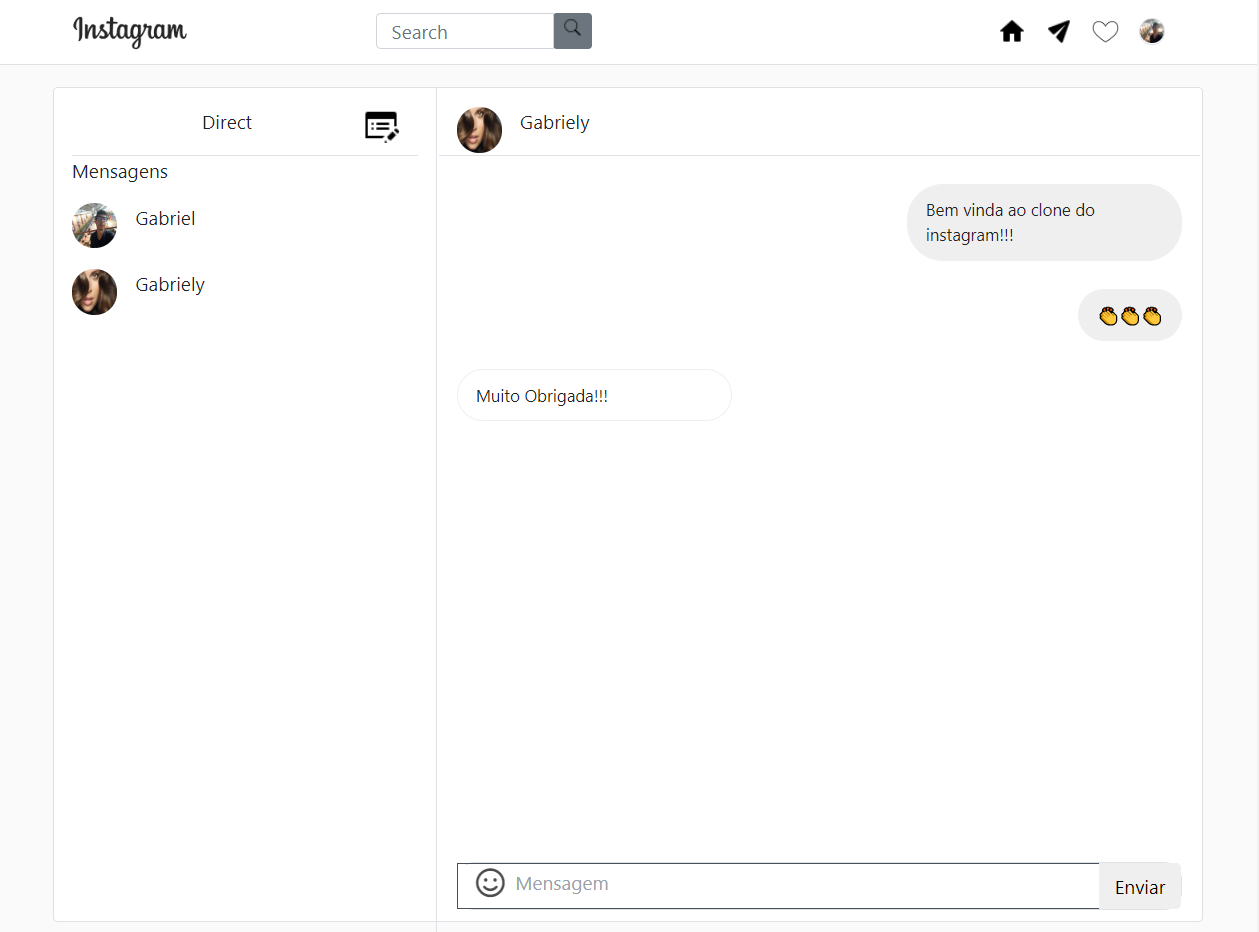 Instagram
Search
Direct
Mensagens
Gabriel
Gabriely
Gabriely
Bem vinda ao clone do
instagram!!!
👏👏👏
Muito Obrigada!!!
Mensagem
Enviar